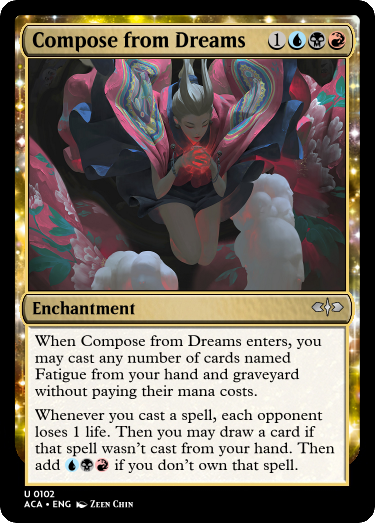 Compose from Dreams 1
Enchantment
When Compose from Dreams enters, you
may cast any number of cards named
Fatigue from your hand and graveyard
without paying their mana costs.
Whenever you cast a spell, each opponent
loses 1 life. Then you may draw a card if
that spell wasn't cast from your hand. Then
add if you don't own that spell.
U 0102
ACA • ENG Zeen Chin